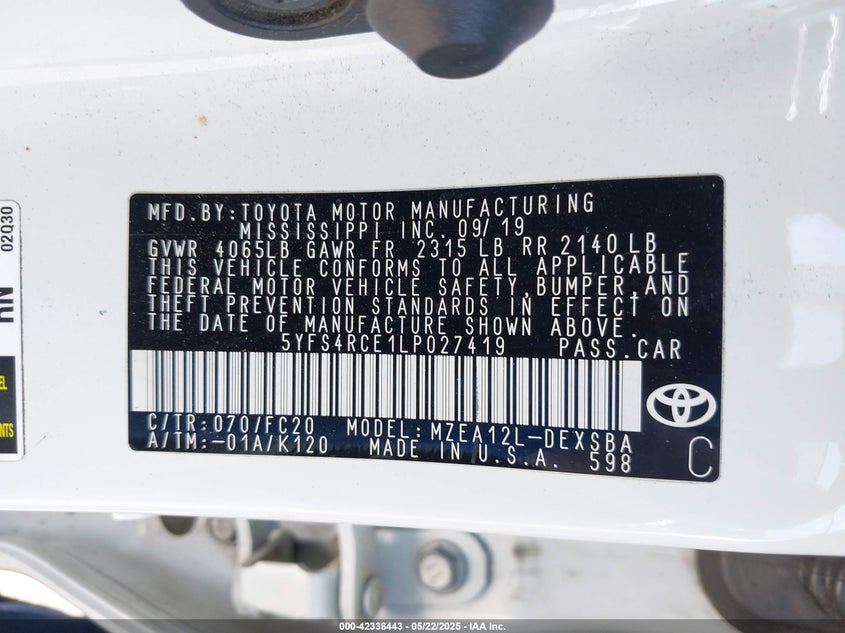 MFD. BY: TOYOTA MOTOR MANUFACTURING
MISSISSIPPI INC. 09/19
GVWR 4065LB GAWR FR 2315 LB RR 2140 LB
THIS VEHICLE CONFORMS TO ALL APPLICABLE
FEDERAL MOTOR VEHICLE SAFETY, BUMPER, AND
THEFT PREVENTION STANDARDS IN EFFECT ON
THE DATE OF MANUFACTURE SHOWN ABOVE.
5YFS4RCE1LP027419 PASS. CAR
C/TR: 070/FC20 MODEL: MZEA12L-DEXSBA
A/TM: -01A/K120 MADE IN U.S.A. 598
C
02Q30
RN
000-42338443 - 05/22/2025 - IAA Inc.